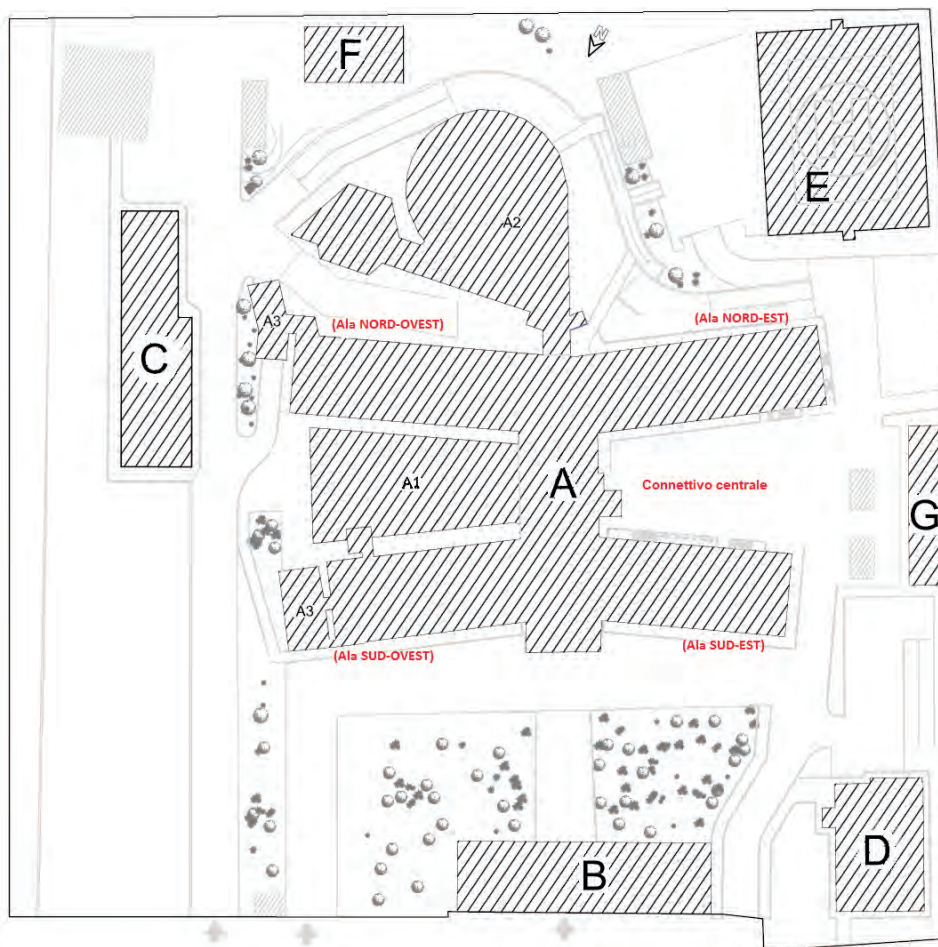 F
N
E
H
A2
A3
(Ala NORD-OVEST)
(Ala NORD-EST)
C
A1
A
Connettivo centrale
G
A3
(Ala SUD-OVEST)
(Ala SUD-EST)
B
D